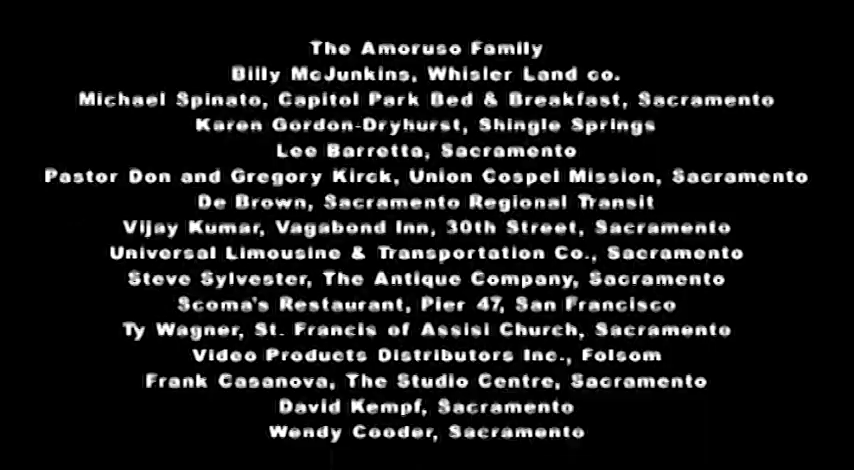 The Amoruso Family
Billy McJunkins, Whisler Land co.
Michael Spinato, Capitol Park Bed & Breakfast, Sacramento
Karen Gordon-Dryhurst, Shingle Springs
Lee Barretta, Sacramento
Pastor Don and Gregory Kirck, Union Cospel Mission, Sacramento
De Brown, Sacramento Regional Transit
Vijay Kumar, Vagabond Inn, 30th Street, Sacramento
Universal Limousine & Transportation Co., Sacramento
Steve Sylvester, The Antique Company, Sacramento
Scoma's Restaurant, Pier 47, San Francisco
Ty Wagner, St. Francis of Assisi Church, Sacramento
Video Products Distributors Inc., Folsom
Frank Casanova, The Studio Centre, Sacramento
David Kempf, Sacramento
Wendy Cooder, Sacramento